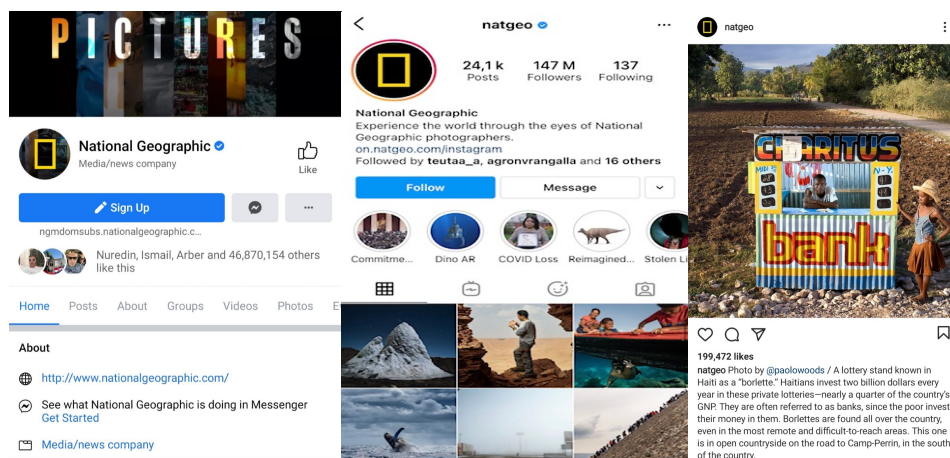 PICTURES
National Geographic
Media/news company
Like
Sign Up
ngmdomsubs.nationalgeographic.c...
Nuredin, Ismail, Arber and 46,870,154 others
like this
Home Posts About Groups Videos Photos E
About
http://www.nationalgeographic.com/
See what National Geographic is doing in Messenger
Get Started
Media/news company
natgeo
24,1 k 147 M 137
Posts Followers Following
National Geographic
Experience the world through the eyes of National
Geographic photographers.
on.natgeo.com/instagram
Followed by teutaa_a, agronvrangalla and 16 others
Follow Message
Committme... Dino AR COVID Loss Reimagined... Stolen Li
natgeo
CHARITUS
MIDI N-Y.
bank
199,472 likes
natgeo Photo by @paolowoods / A lottery stand known in
Haiti as a "borlette." Haitians invest two billion dollars every
year in these private lotteries—nearly a quarter of the country's
GNP. They are often referred to as banks, since the poor invest
their money in them. Borlettes are found all over the country,
even in the most remote and difficult-to-reach areas. This one
is in open countryside on the road to Camp-Perrin, in the south
of the country.